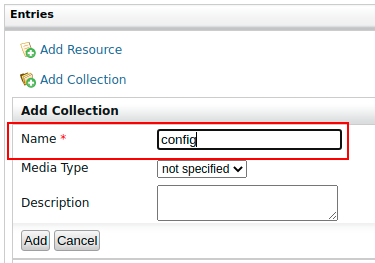 Entries
Add Resource
Add Collection
Add Collection
Name * config
Media Type not specified
Description
Add Cancel